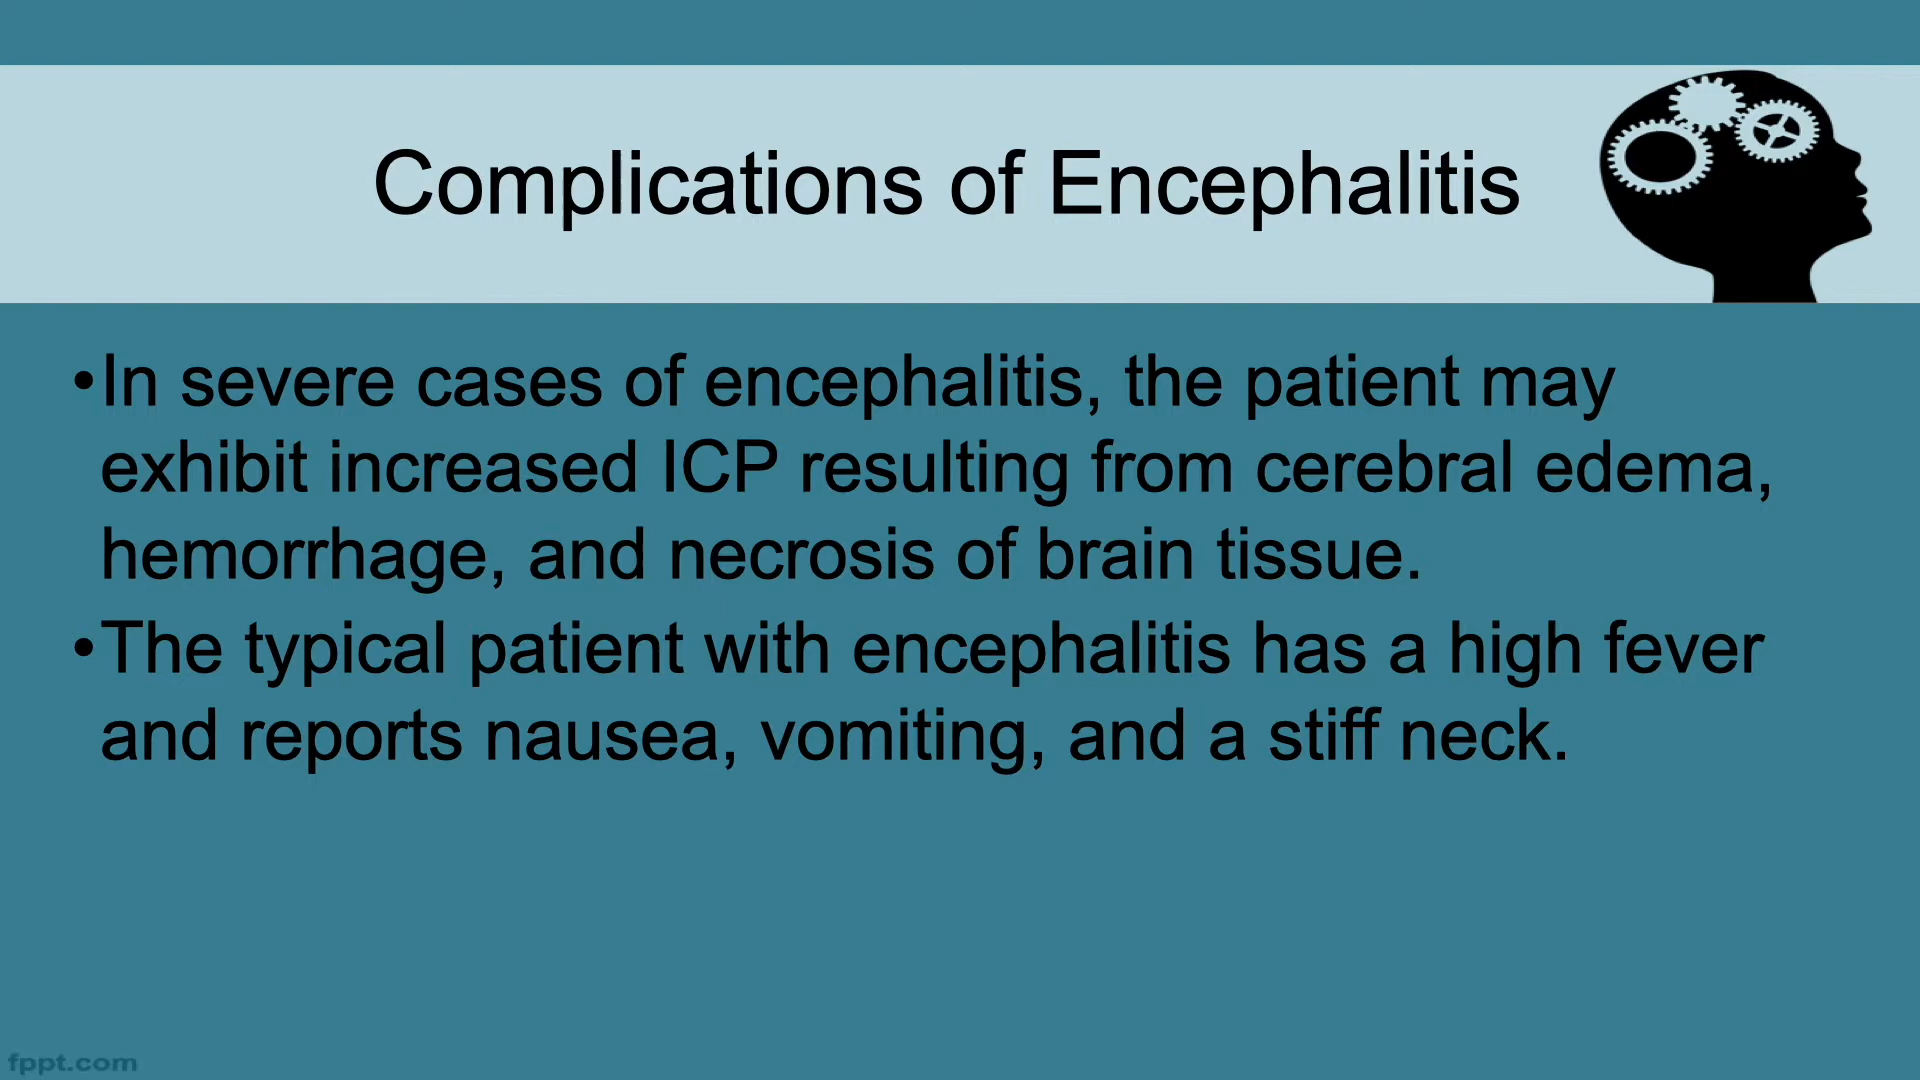 Complications of Encephalitis
•In severe cases of encephalitis, the patient may
exhibit increased ICP resulting from cerebral edema,
hemorrhage, and necrosis of brain tissue.
•The typical patient with encephalitis has a high fever
and reports nausea, vomiting, and a stiff neck.
fppt.com